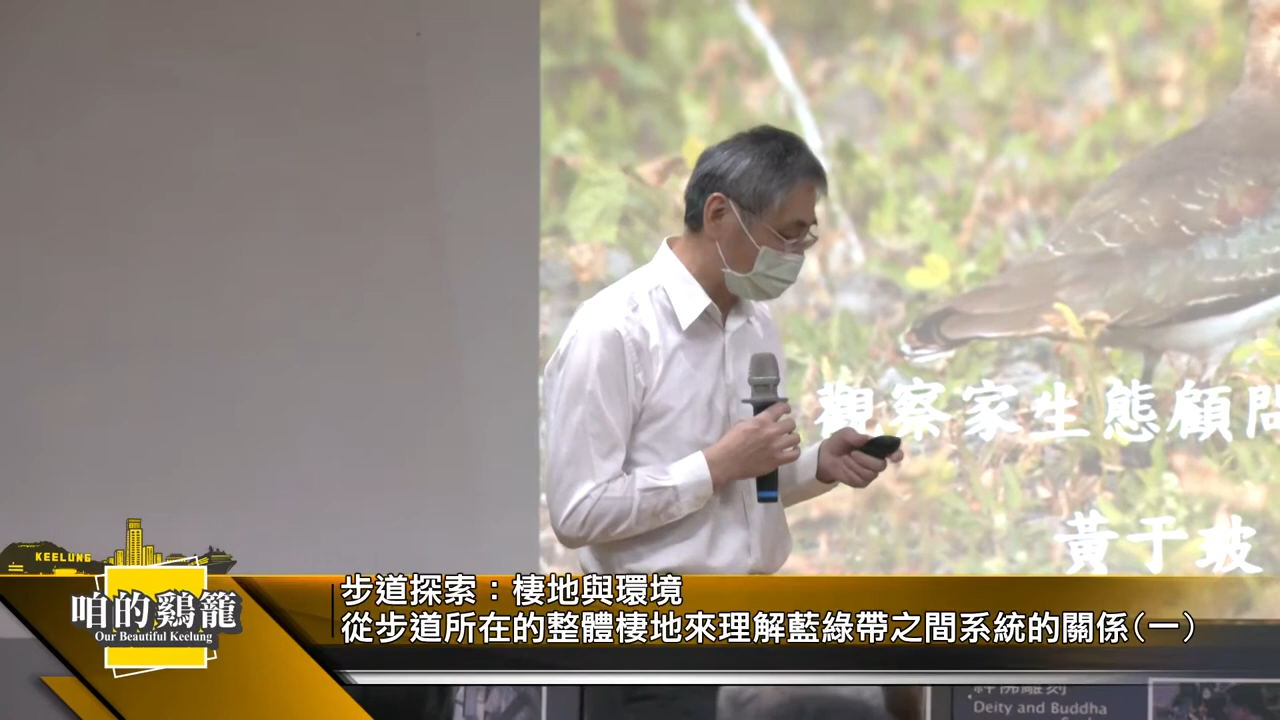 觀察家生態顧問
黃于玻
KEELUNG
咱的鷄籠
Our Beautiful Keelung
步道探索：棲地與環境
從步道所在的整體棲地來理解藍綠帶之間系統的關係（一）
Deity and Buddha